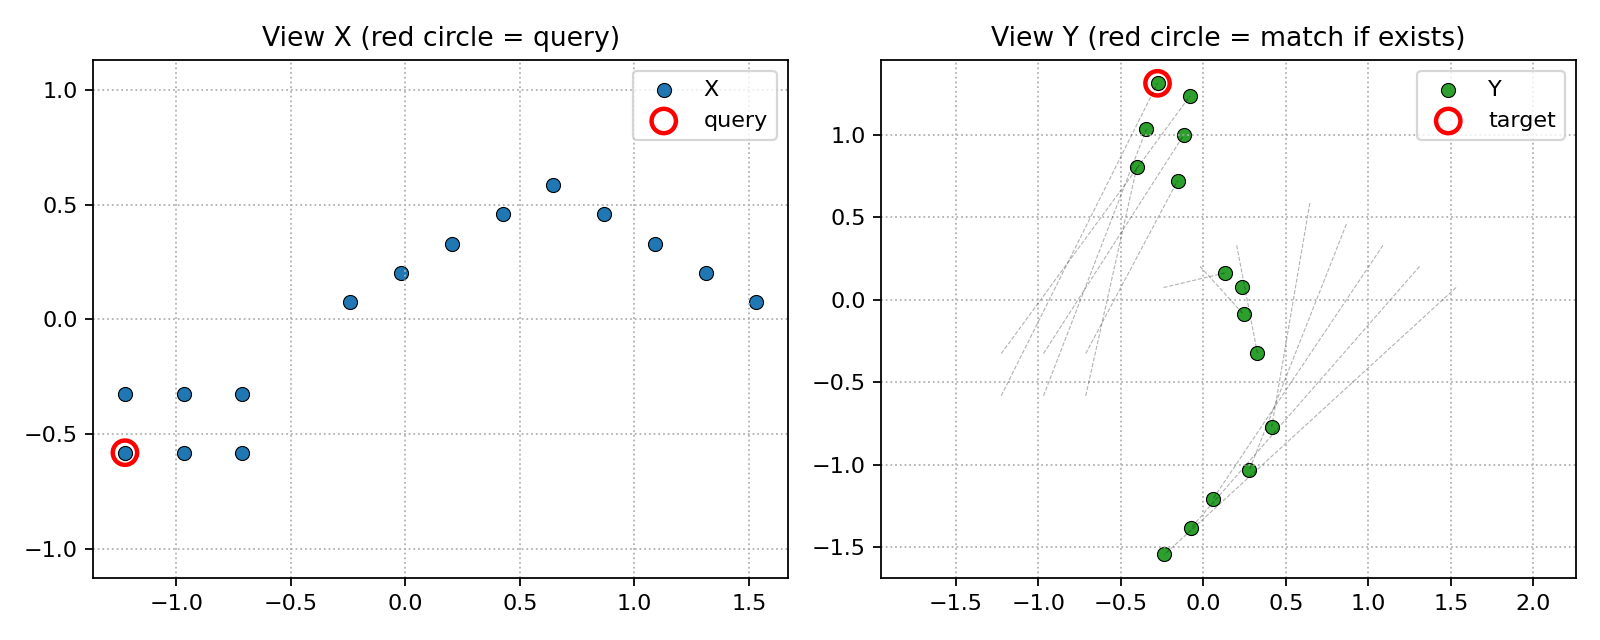 View X (red circle = query)
X
query
1.0
0.5
0.0
−0.5
−1.0
−1.0 −0.5 0.0 0.5 1.0 1.5
View Y (red circle = match if exists)
Y
target
1.0
0.5
0.0
−0.5
−1.0
−1.5
−1.5 −1.0 −0.5 0.0 0.5 1.0 1.5 2.0